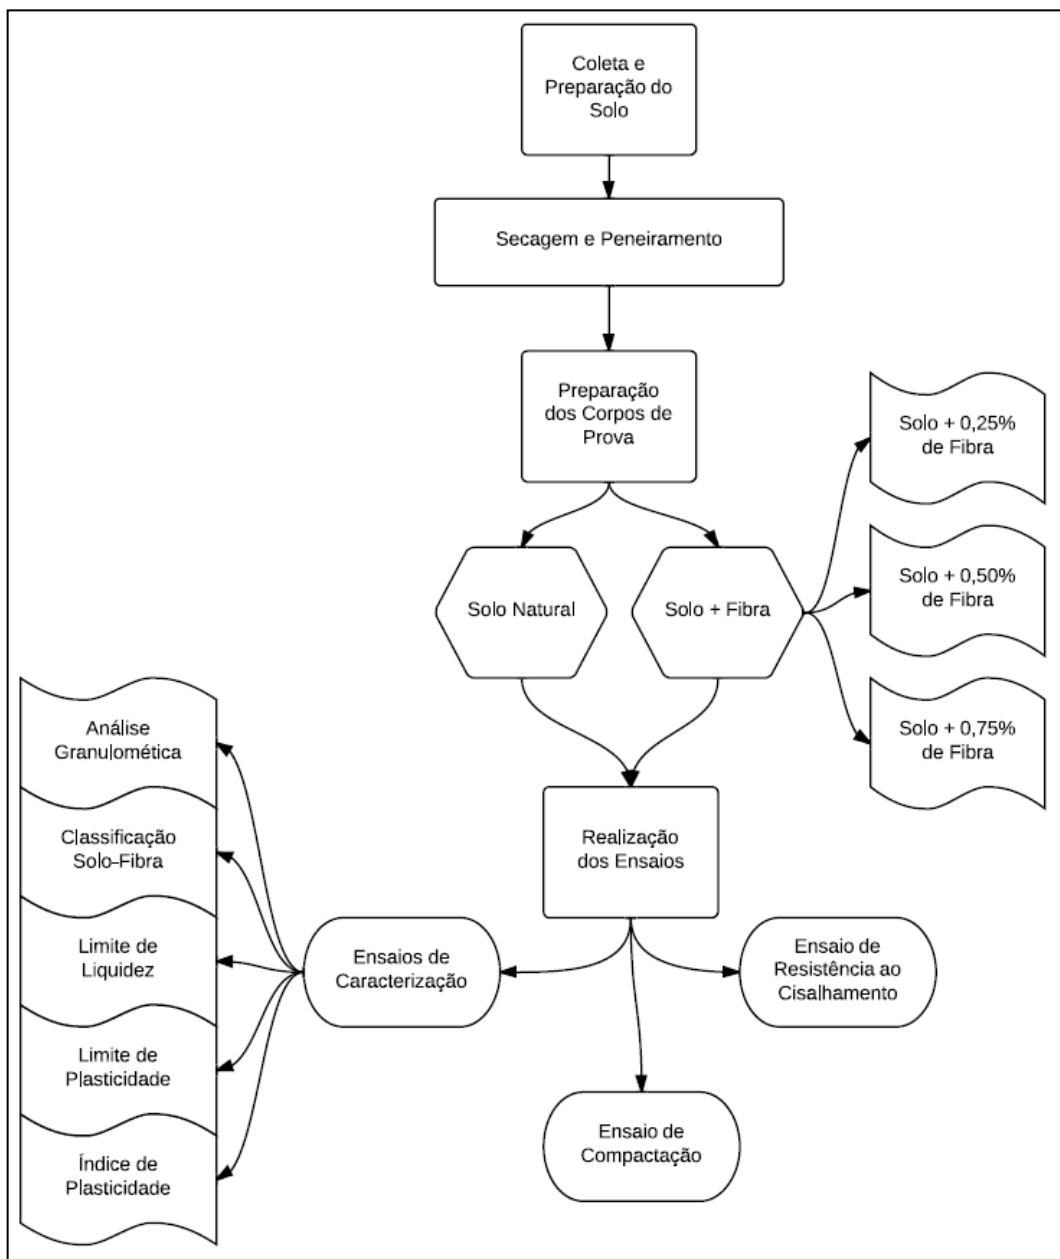 Coleta e
Preparação do
Solo
Secagem e Peneiramento
Preparação
dos Corpos de
Prova
Solo + 0,25%
de Fibra
Solo + 0,50%
de Fibra
Solo Natural
Solo + Fibra
Solo + 0,75%
de Fibra
Análise
Granulomética
Classificação
Solo-Fibra
Realização
dos Ensaios
Limite de
Liquidez
Ensaios de
Caracterização
Ensaio de
Resistência ao
Cisalhamento
Limite de
Plasticidade
Ensaio de
Compactação
Índice de
Plasticidade